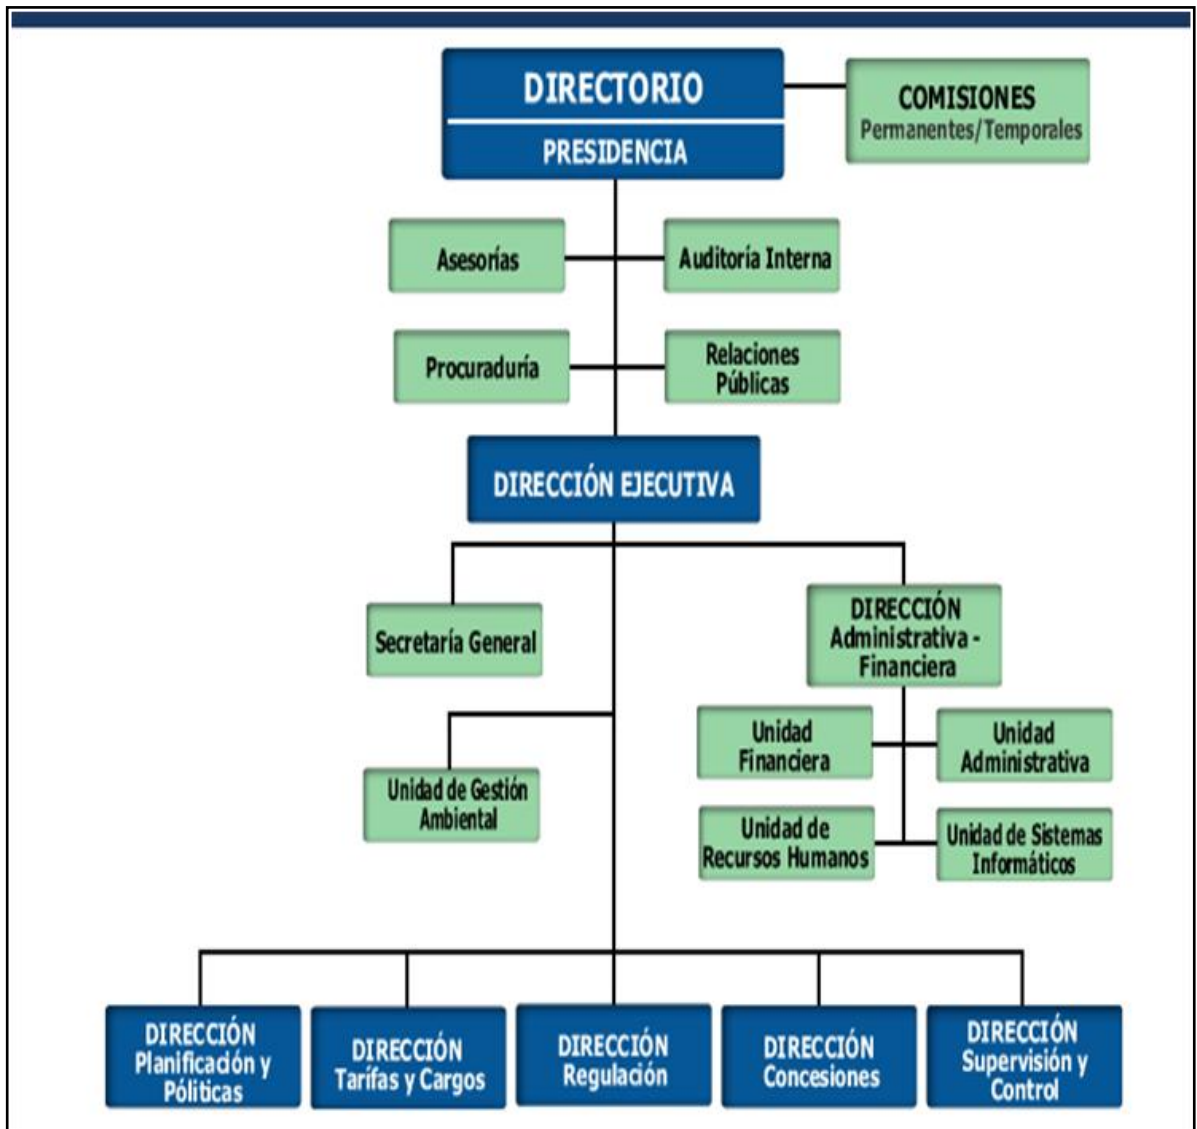 DIRECTORIO
PRESIDENCIA
COMISIONES
Permanentes/Temporales
Asesorías
Auditoría Interna
Procuraduría
Relaciones
Públicas
DIRECCIÓN EJECUTIVA
Secretaría General
DIRECCIÓN
Administrativa -
Financiera
Unidad
Financiera
Unidad
Administrativa
Unidad de Gestión
Ambiental
Unidad de
Recursos Humanos
Unidad de Sistemas
Informáticos
DIRECCIÓN
Planificación y
Póliticas
DIRECCIÓN
Tarífas y Cargos
DIRECCIÓN
Regulación
DIRECCIÓN
Concesiones
DIRECCIÓN
Supervisión y
Control